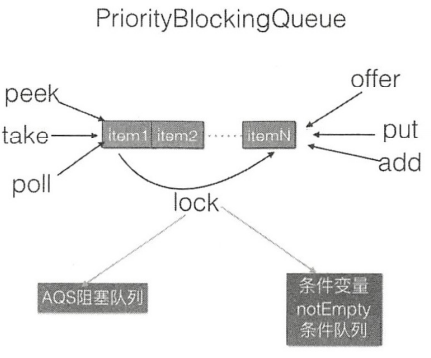 PriorityBlockingQueue
offer
peek
take
item1
item2
itemN
put
add
poll
lock
AQS阻塞队列
条件变量
notEmpty
条件队列